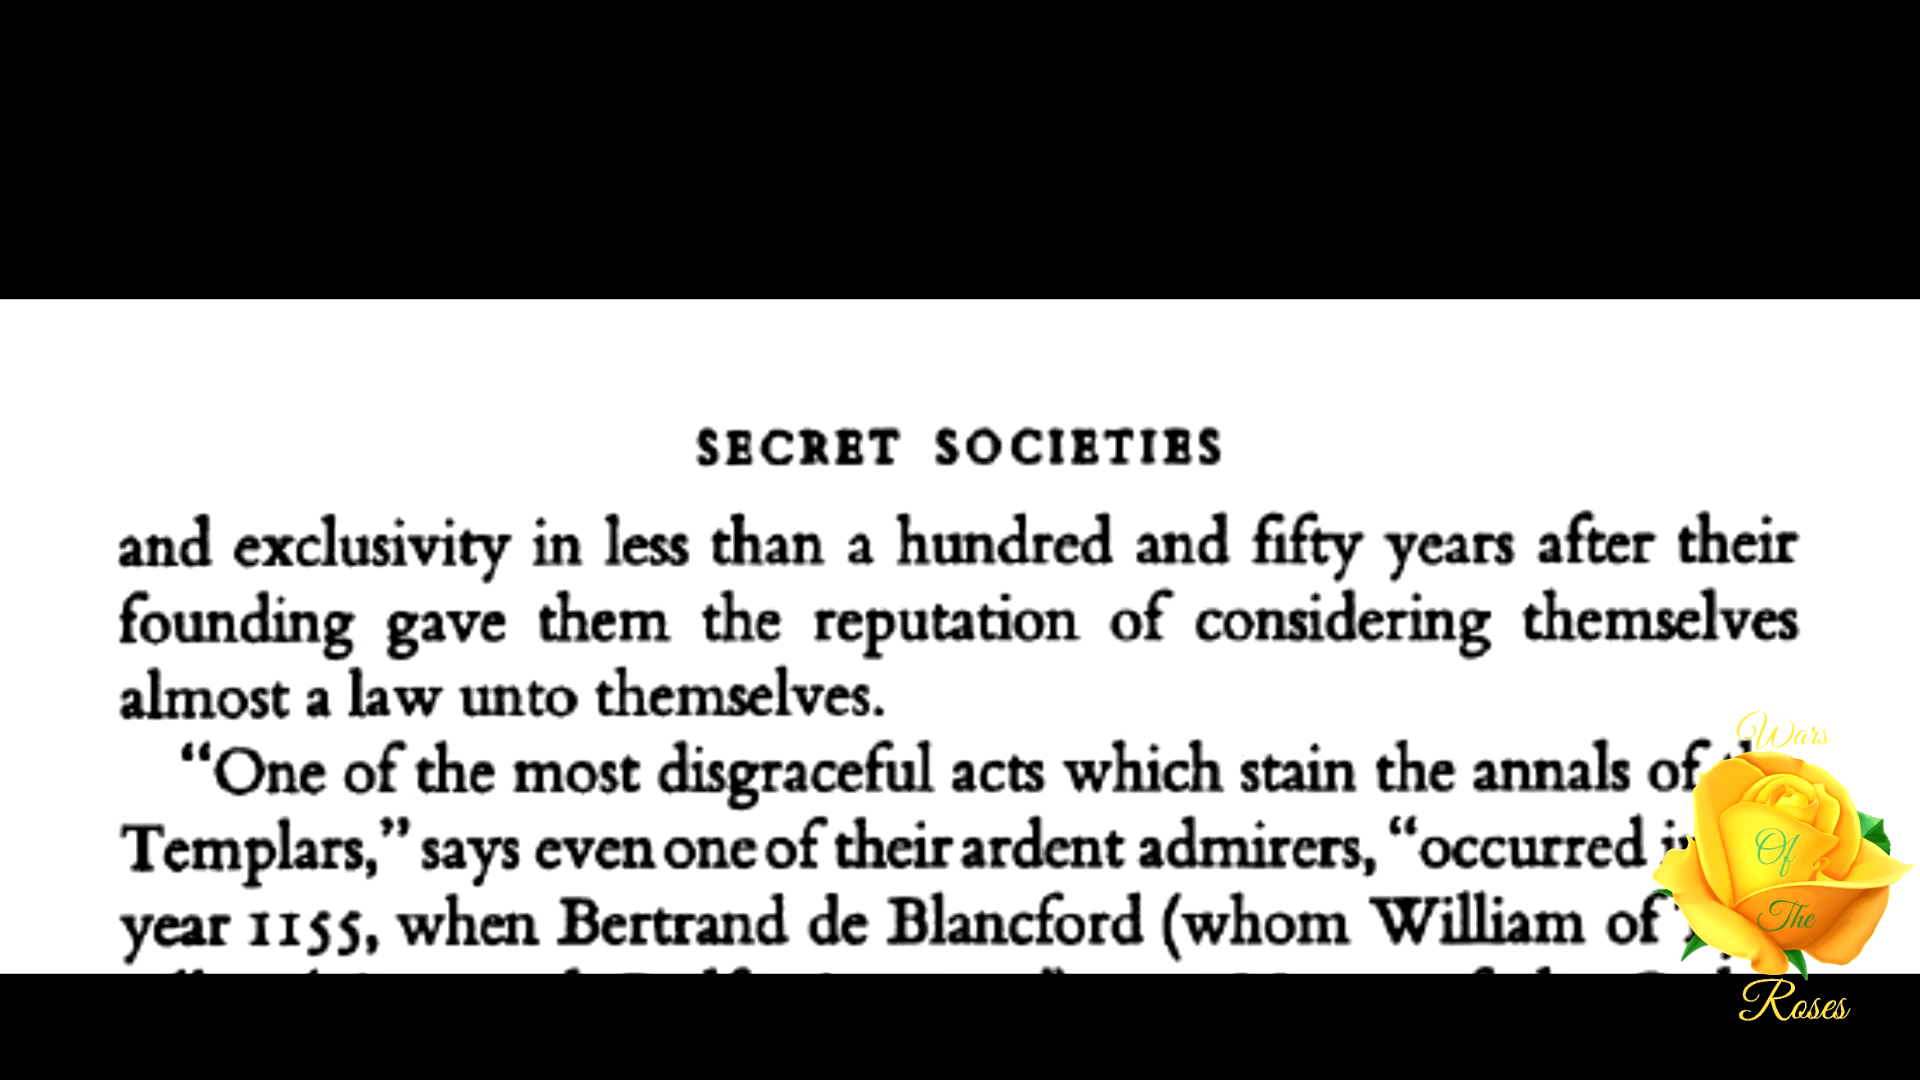 SECRET SOCIETIES
and exclusivity in less than a hundred and fifty years after their
founding gave them the reputation of considering themselves
almost a law unto themselves.
“One of the most disgraceful acts which stain the annals of
Templars,” says even one of their ardent admirers, “occurred
year 1155, when Bertrand de Blancford (whom William of
Wars
Of
The
Roses